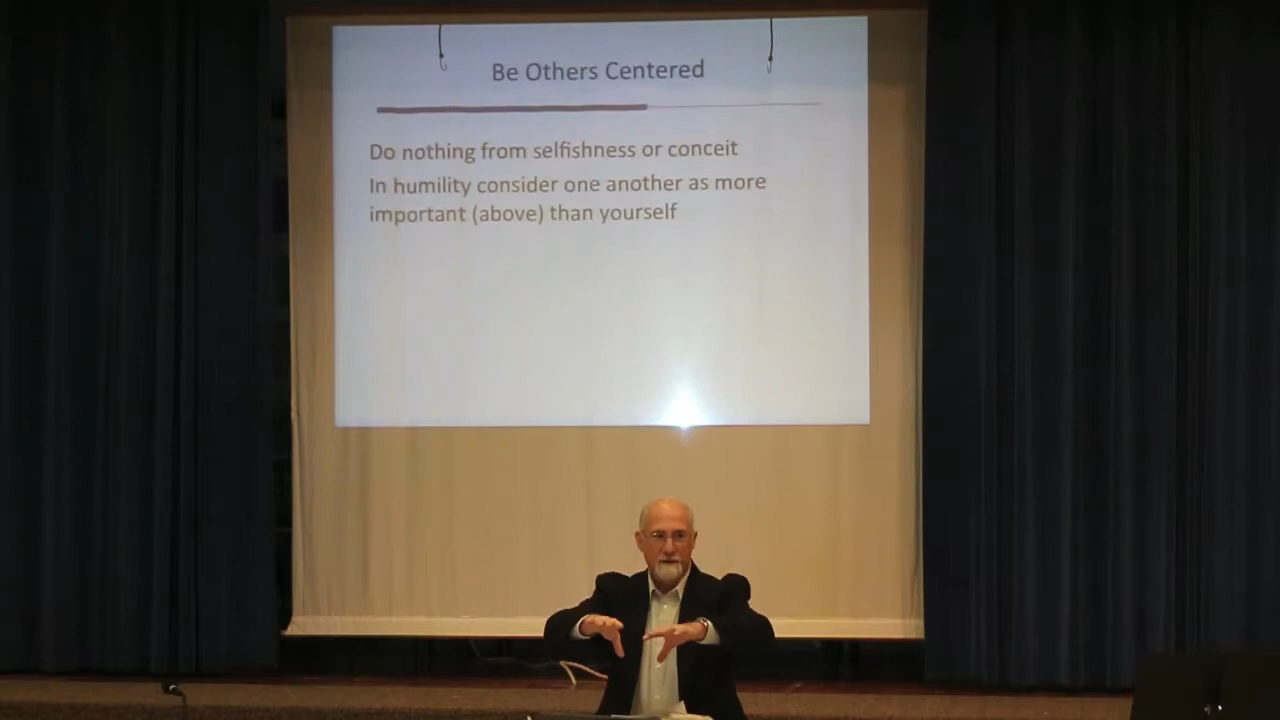 Be Others Centered
Do nothing from selfishness or conceit
In humility consider one another as more
important (above) than yourself